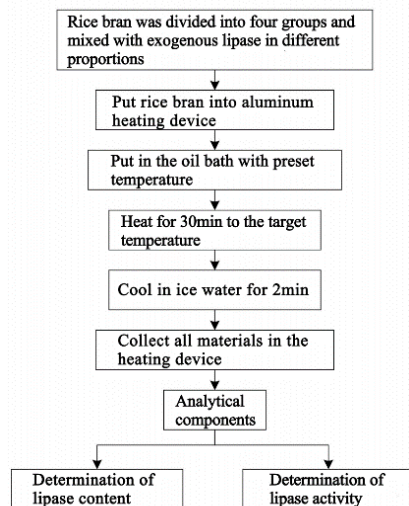 Rice bran was divided into four groups and
mixed with exogenous lipase in different
proportions
Put rice bran into aluminum
heating device
Put in the oil bath with preset
temperature
Heat for 30min to the target
temperature
Cool in ice water for 2min
Collect all materials in the
heating device
Analytical
components
Determination of
lipase content
Determination of
lipase activity